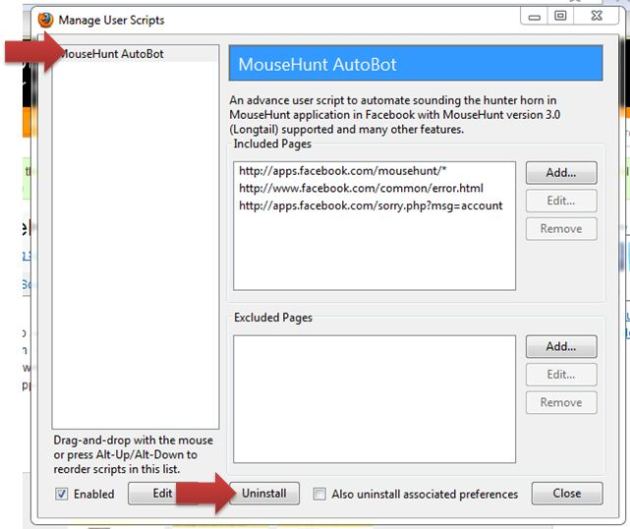 Manage User Scripts
MouseHunt AutoBot
MouseHunt AutoBot
An advance user script to automate sounding the hunter horn in
MouseHunt application in Facebook with MouseHunt version 3.0
(Longtail) supported and many other features.
Included Pages
http://apps.facebook.com/mousehunt/*
http://www.facebook.com/common/error.html
http://apps.facebook.com/sorry.php?msg=account
Add...
Edit...
Remove
Excluded Pages
Add...
Edit...
Remove
Drag-and-drop with the mouse
or press Alt-Up/Alt-Down to
reorder scripts in this list.
Enabled
Edit
Uninstall
Also uninstall associated preferences
Close